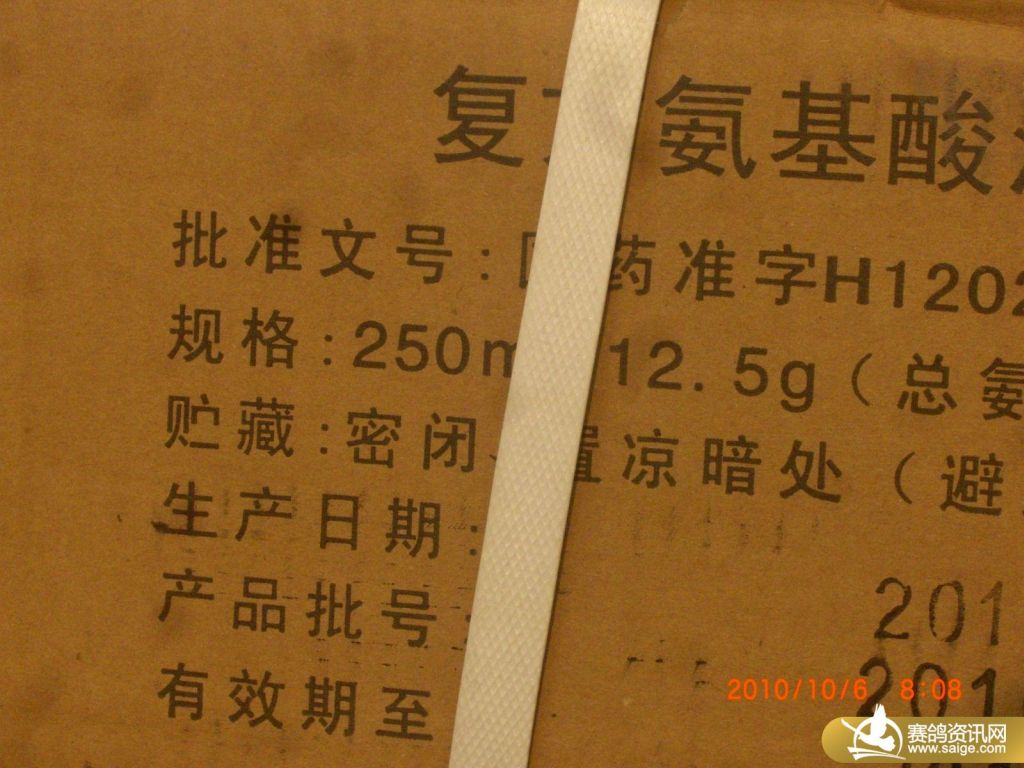 复 氨基酸
批准文号: 药准字H1202
规格:250m 12.5g(总氨
贮藏:密闭 置凉暗处(避
生产日期:
产品批号: 201
有效期至 201
2010/10/6 8:08
赛鸽资讯网
www.saige.com